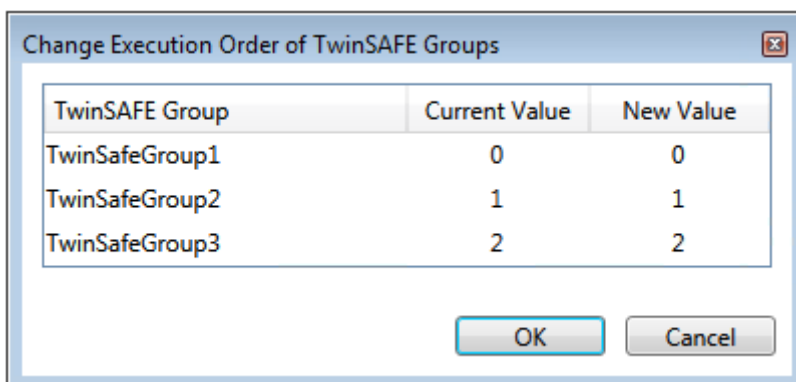 Change Execution Order of TwinSAFE Groups
TwinSAFE Group Current Value New Value
TwinSafeGroup1 0 0
TwinSafeGroup2 1 1
TwinSafeGroup3 2 2
OK Cancel